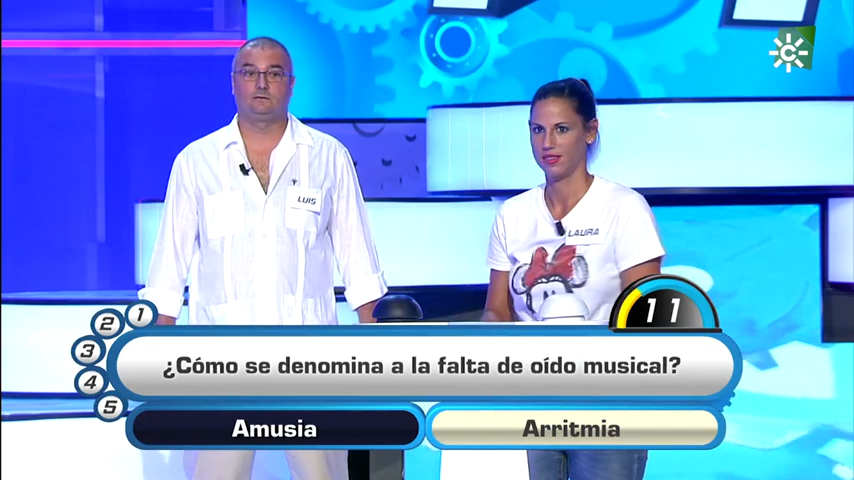 LUIS
LAURA
11
1
2
3
4
5
¿Cómo se denomina a la falta de oído musical?
Amusia
Arritmia